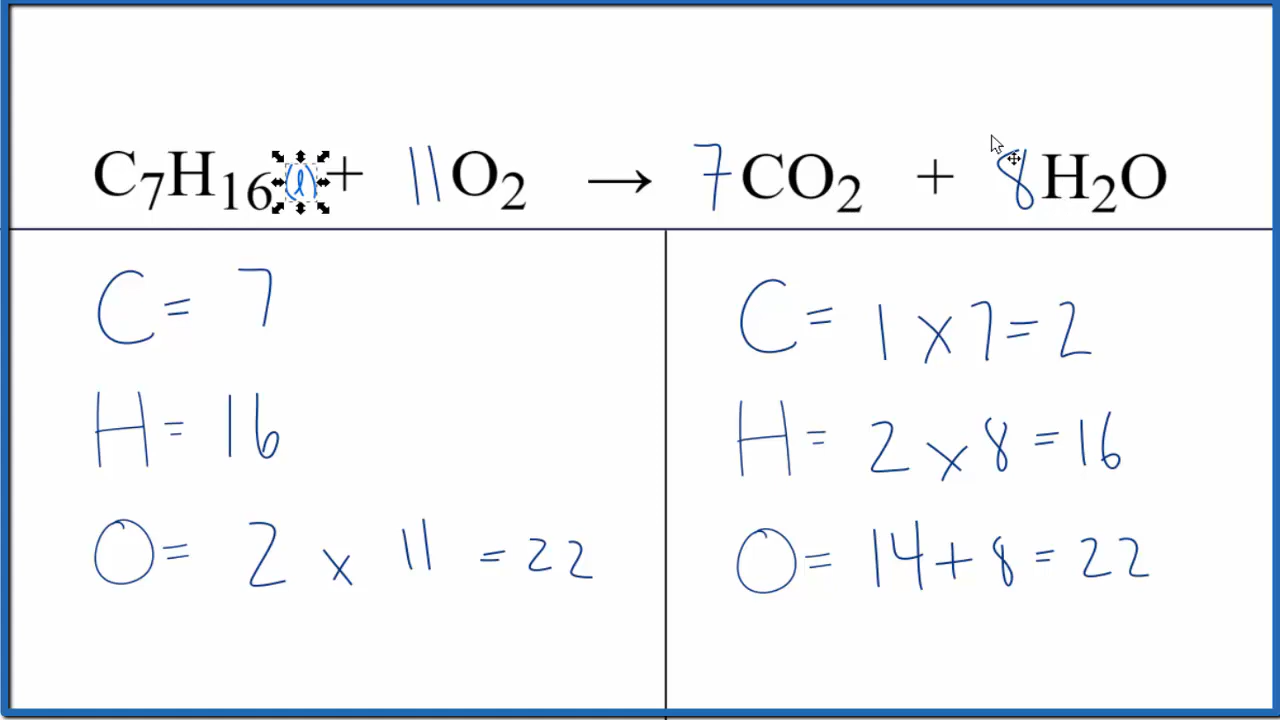 C₇H₁₆(l) + 11O₂ → 7CO₂ + 8H₂O
C = 7
H = 16
O = 2 x 11 = 22
C = 1 x 7 = 2
H = 2 x 8 = 16
O = 14 + 8 = 22